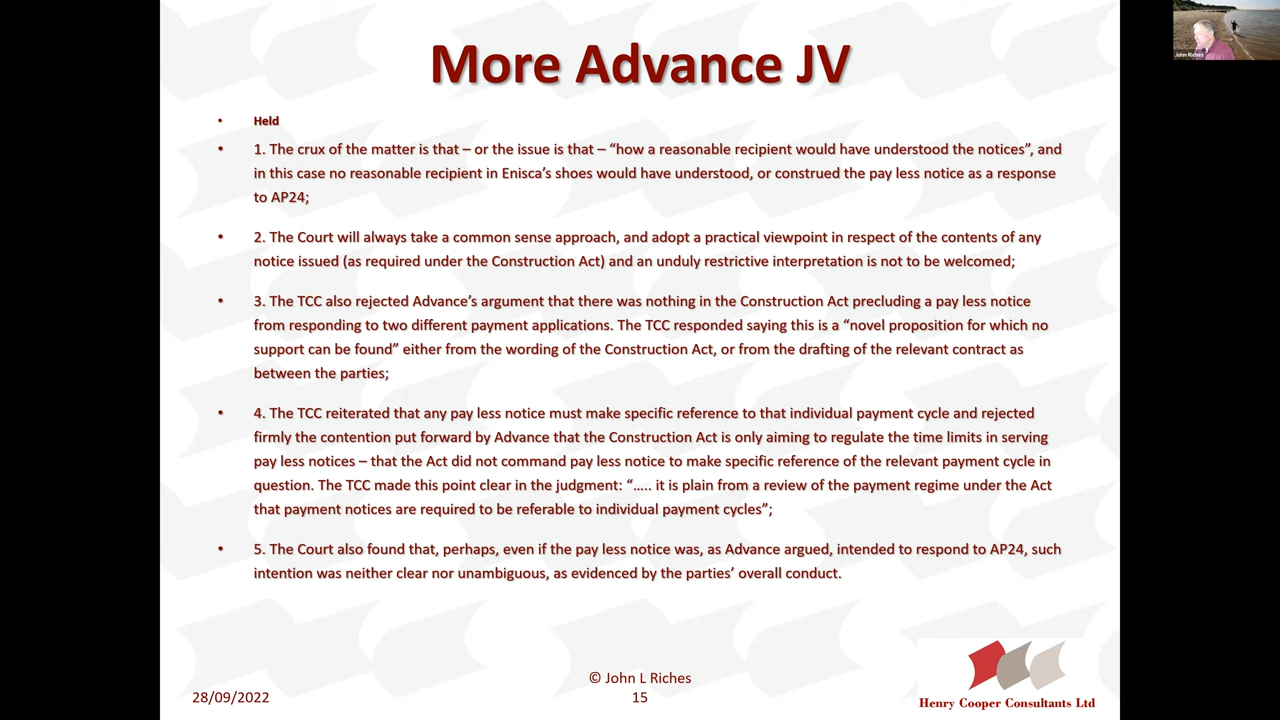 More Advance JV
• Held
• 1. The crux of the matter is that – or the issue is that – “how a reasonable recipient would have understood the notices”, and
in this case no reasonable recipient in Enisca’s shoes would have understood, or construed the pay less notice as a response
to AP24;
• 2. The Court will always take a common sense approach, and adopt a practical viewpoint in respect of the contents of any
notice issued (as required under the Construction Act) and an unduly restrictive interpretation is not to be welcomed;
• 3. The TCC also rejected Advance’s argument that there was nothing in the Construction Act precluding a pay less notice
from responding to two different payment applications. The TCC responded saying this is a “novel proposition for which no
support can be found” either from the wording of the Construction Act, or from the drafting of the relevant contract as
between the parties;
• 4. The TCC reiterated that any pay less notice must make specific reference to that individual payment cycle and rejected
firmly the contention put forward by Advance that the Construction Act is only aiming to regulate the time limits in serving
pay less notices – that the Act did not command pay less notice to make specific reference of the relevant payment cycle in
question. The TCC made this point clear in the judgment: “….. it is plain from a review of the payment regime under the Act
that payment notices are required to be referable to individual payment cycles”;
• 5. The Court also found that, perhaps, even if the pay less notice was, as Advance argued, intended to respond to AP24, such
intention was neither clear nor unambiguous, as evidenced by the parties’ overall conduct.
© John L Riches
28/09/2022
15
Henry Cooper Consultants Ltd
John Riches